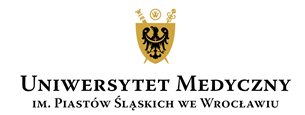 UNIWERSYTET MEDYCZNY
IM. PIASTÓW ŚLĄSKICH WE WROCŁAWIU